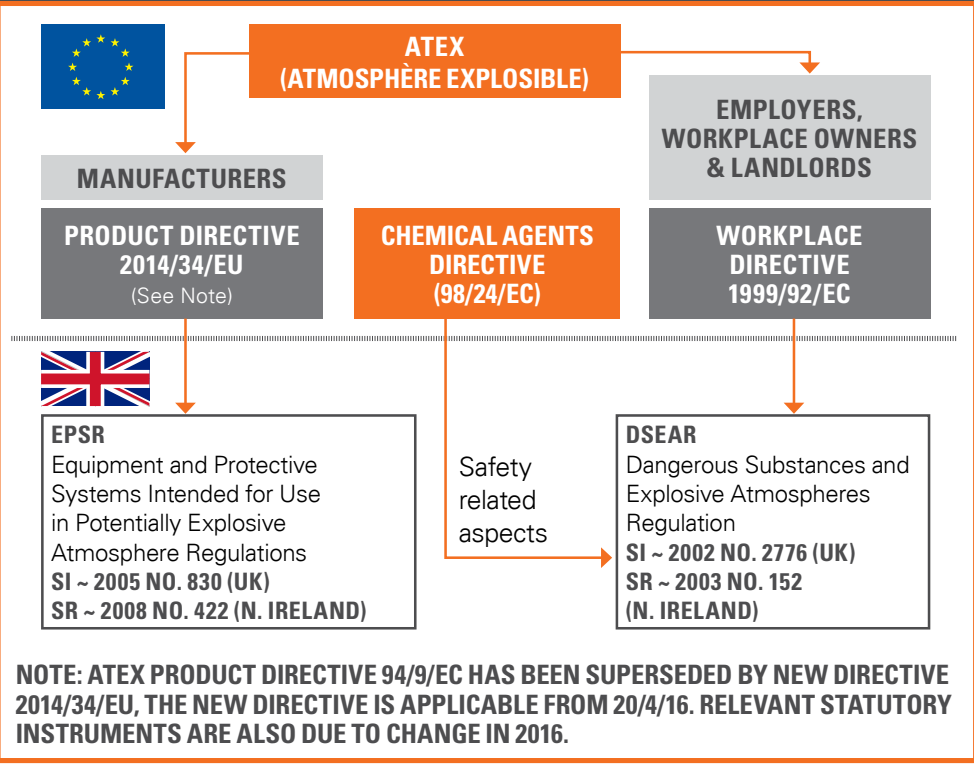 ATEX
(ATMOSPHÈRE EXPLOSIBLE)
EMPLOYERS,
WORKPLACE OWNERS
& LANDLORDS
MANUFACTURERS
PRODUCT DIRECTIVE
2014/34/EU
(See Note)
CHEMICAL AGENTS
DIRECTIVE
(98/24/EC)
WORKPLACE
DIRECTIVE
1999/92/EC
EPSR
Equipment and Protective
Systems Intended for Use
in Potentially Explosive
Atmosphere Regulations
SI ~ 2005 NO. 830 (UK)
SR ~ 2008 NO. 422 (N. IRELAND)
Safety
related
aspects
DSEAR
Dangerous Substances and
Explosive Atmospheres
Regulation
SI ~ 2002 NO. 2776 (UK)
SR ~ 2003 NO. 152
(N. IRELAND)
NOTE: ATEX PRODUCT DIRECTIVE 94/9/EC HAS BEEN SUPERSEDED BY NEW DIRECTIVE
2014/34/EU, THE NEW DIRECTIVE IS APPLICABLE FROM 20/4/16. RELEVANT STATUTORY
INSTRUMENTS ARE ALSO DUE TO CHANGE IN 2016.